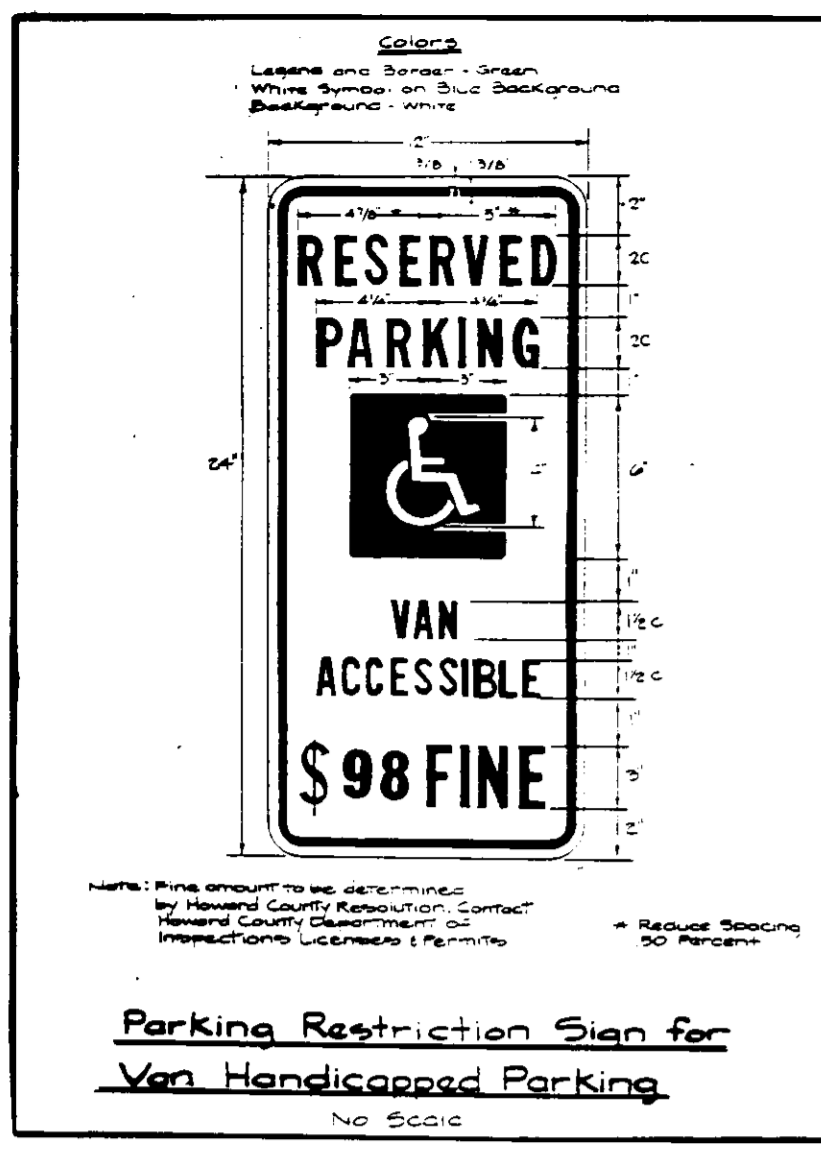 Colors
Legend and Border - Green
White Symbol on Blue Background
Background - White
12"
3/8 3/8"
4 7/8" * 5" *
2"
RESERVED
2C
1"
4 1/4" 4 1/4"
PARKING
2C
3" 3"
1"
24"
6"
1"
VAN
1 1/2 C
1"
ACCESSIBLE
1 1/2 C
1"
$98 FINE
3"
2"
Note: Fine amount to be determined
by Howard County Resolution. Contact
Howard County Department of
Inspections Licenses & Permits
* Reduce Spacing
50 Percent
Parking Restriction Sign for
Van Handicapped Parking
No Scale